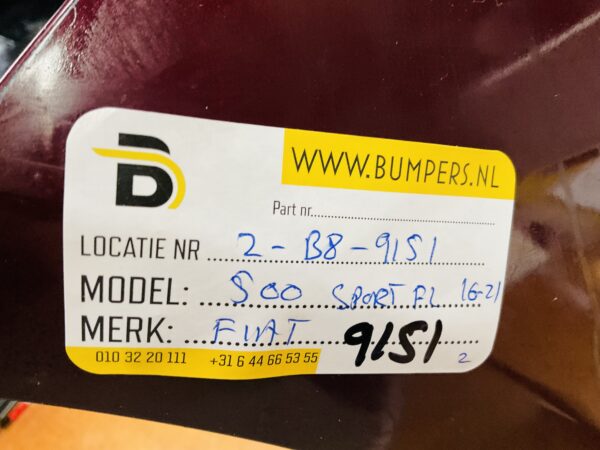 B
WWW.BUMPERS.NL
Part nr.
LOCATIE NR 2-B8-9151
MODEL: 500 SPORT FL 16-21
MERK: FIAT 9151 2
010 32 20 111 +31 6 44 66 53 55